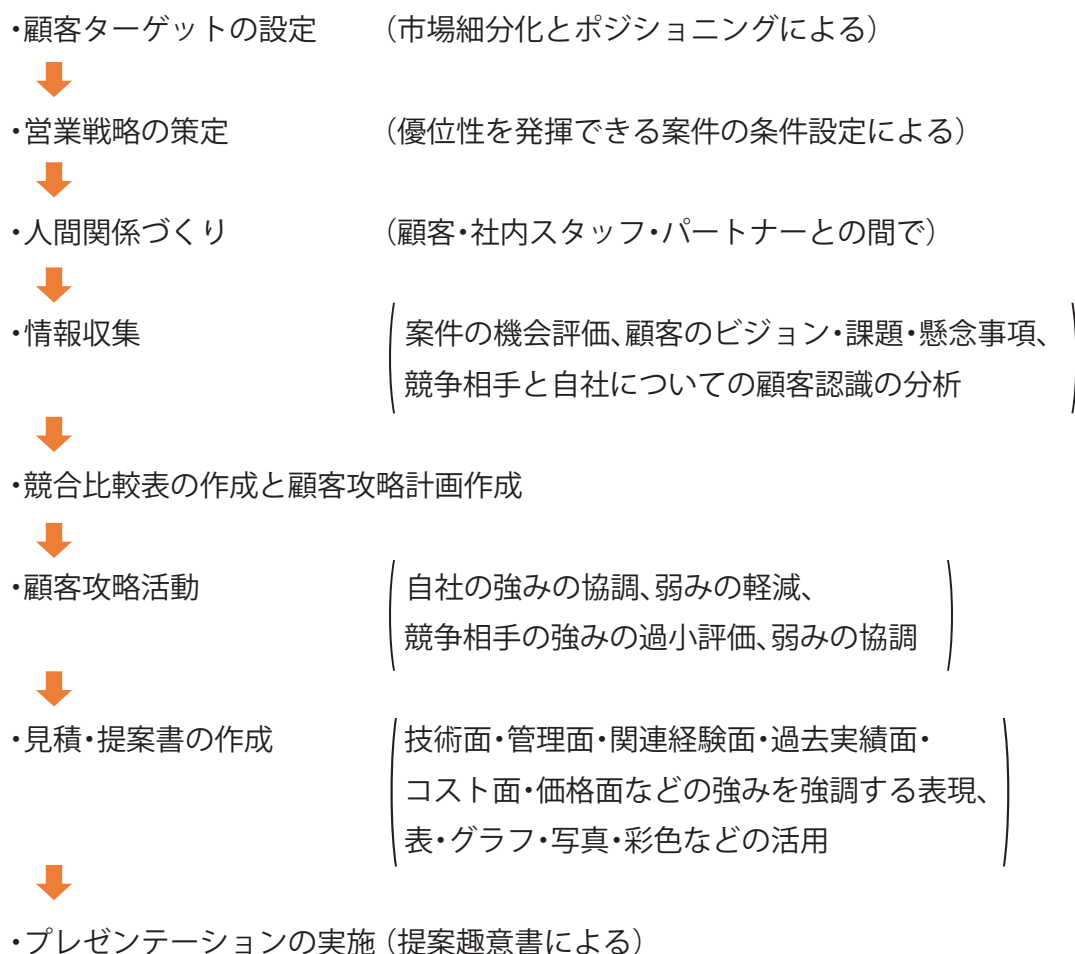 ・顧客ターゲットの設定 （市場細分化とポジショニングによる）
・営業戦略の策定 （優位性を発揮できる案件の条件設定による）
・人間関係づくり （顧客・社内スタッフ・パートナーとの間で）
・情報収集 案件の機会評価、顧客のビジョン・課題・懸念事項、
競争相手と自社についての顧客認識の分析
・競合比較表の作成と顧客攻略計画作成
・顧客攻略活動 自社の強みの協調、弱みの軽減、
競争相手の強みの過小評価、弱みの協調
・見積・提案書の作成 技術面・管理面・関連経験面・過去実績面・
コスト面・価格面などの強みを強調する表現、
表・グラフ・写真・彩色などの活用
・プレゼンテーションの実施（提案趣意書による）